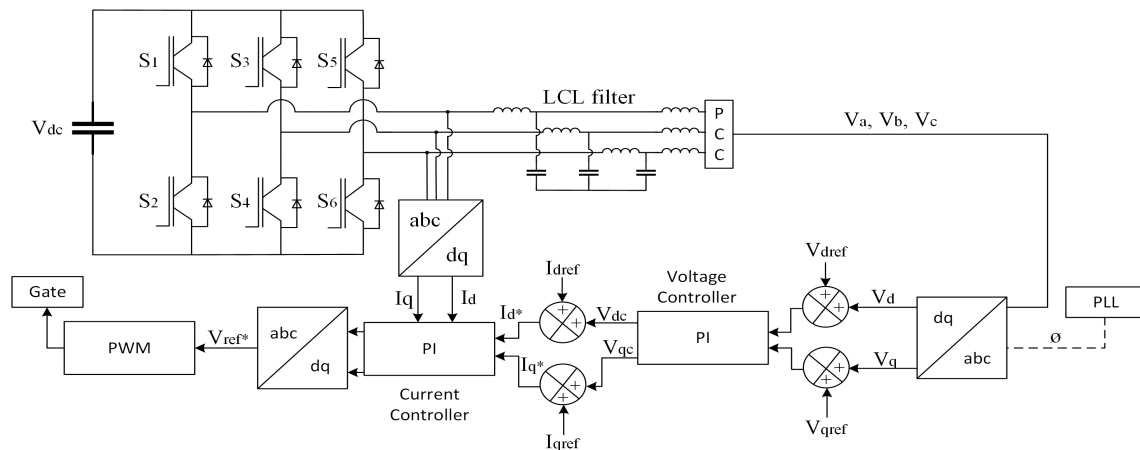 S1 S3 S5
LCL filter
P
C
C
Va, Vb, Vc
Vdc
S2 S4 S6
abc
dq
Iq Id
Idref
Voltage
Controller
Vdref
Gate
PLL
Id*
Vdc
Vd
+
+
+
+
dq
abc
ø
PWM
Vref*
abc
dq
PI
Iq*
Vqc
PI
Vq
+
+
+
+
Current
Controller
Iqref
Vqref